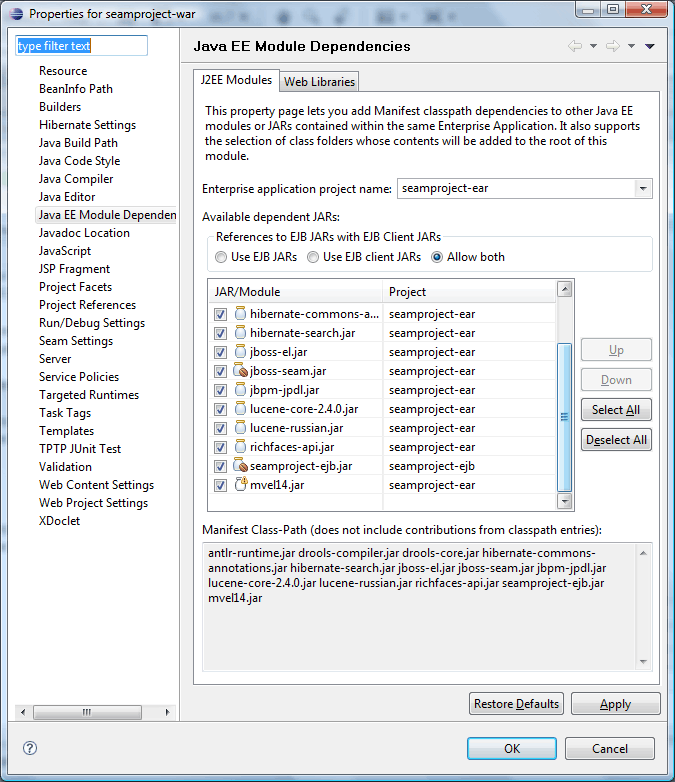 Properties for seamproject-war
type filter text
Resource
BeanInfo Path
Builders
Hibernate Settings
Java Build Path
Java Code Style
Java Compiler
Java Editor
Java EE Module Dependen
Javadoc Location
JavaScript
JSP Fragment
Project Facets
Project References
Run/Debug Settings
Seam Settings
Server
Service Policies
Targeted Runtimes
Task Tags
Templates
TPTP JUnit Test
Validation
Web Content Settings
Web Project Settings
XDoclet
Java EE Module Dependencies
J2EE Modules Web Libraries
This property page lets you add Manifest classpath dependencies to other Java EE
modules or JARs contained within the same Enterprise Application. It also supports
the selection of class folders whose contents will be added to the root of this
module.
Enterprise application project name: seamproject-ear
Available dependent JARs:
References to EJB JARs with EJB Client JARs
Use EJB JARs Use EJB client JARs Allow both
JAR/Module Project
hibernate-commons-a... seamproject-ear
hibernate-search.jar seamproject-ear
jboss-el.jar seamproject-ear
jboss-seam.jar seamproject-ear
jbpm-jpdl.jar seamproject-ear
lucene-core-2.4.0.jar seamproject-ear
lucene-russian.jar seamproject-ear
richfaces-api.jar seamproject-ear
seamproject-ejb.jar seamproject-ejb
mvel14.jar seamproject-ear
Up
Down
Select All
Deselect All
Manifest Class-Path (does not include contributions from classpath entries):
antlr-runtime.jar drools-compiler.jar drools-core.jar hibernate-commons-
annotations.jar hibernate-search.jar jboss-el.jar jboss-seam.jar jbpm-jpdl.jar
lucene-core-2.4.0.jar lucene-russian.jar richfaces-api.jar seamproject-ejb.jar
mvel14.jar
Restore Defaults Apply
? OK Cancel